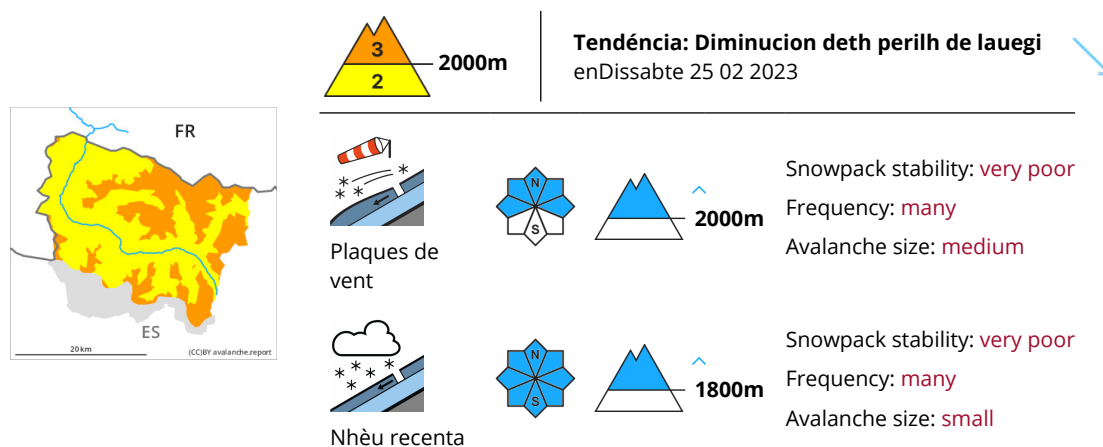 3
2
2000m
Tendéncia: Diminucion deth perilh de lauegi
enDissabte 25 02 2023
FR
ES
20 km
(CC)BY avalanche.report
Plaques de
vent
N
S
2000m
Snowpack stability: very poor
Frequency: many
Avalanche size: medium
Nhèu recenta
N
S
1800m
Snowpack stability: very poor
Frequency: many
Avalanche size: small